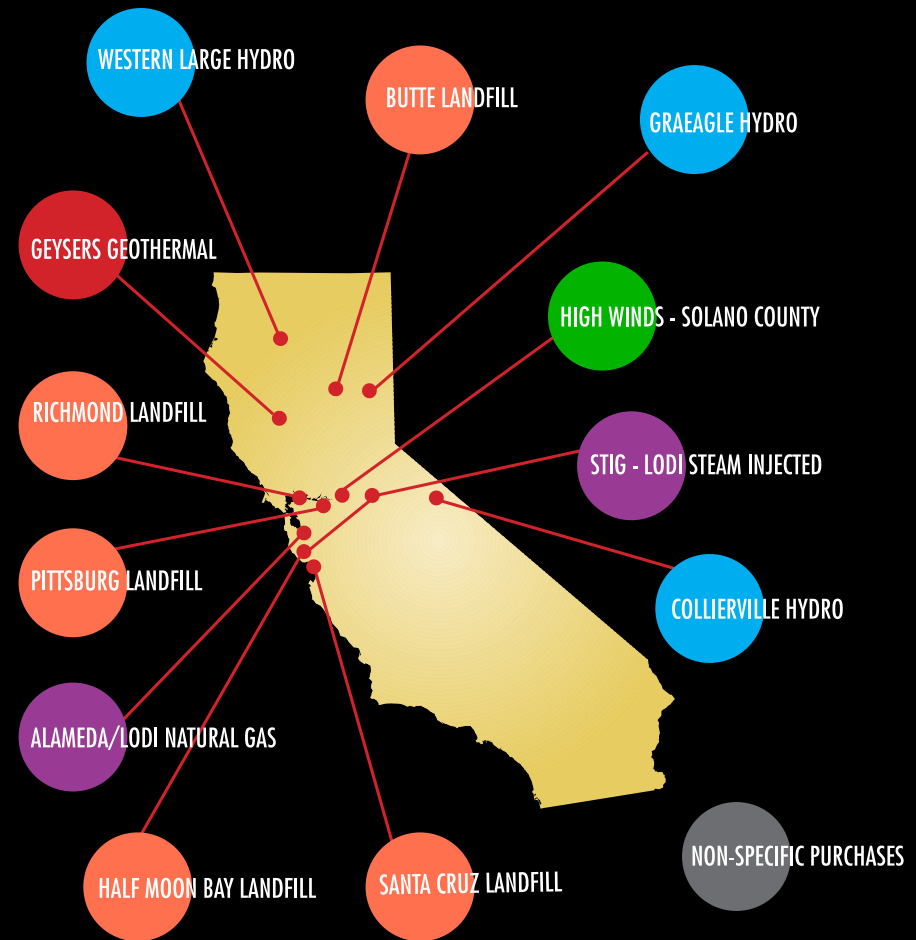 WESTERN LARGE HYDRO
BUTTE LANDFILL
GRAEAGLE HYDRO
GEYSERS GEOTHERMAL
HIGH WINDS - SOLANO COUNTY
RICHMOND LANDFILL
STIG - LODI STEAM INJECTED
PITTSBURG LANDFILL
COLLIERVILLE HYDRO
ALAMEDA/LODI NATURAL GAS
NON-SPECIFIC PURCHASES
HALF MOON BAY LANDFILL
SANTA CRUZ LANDFILL